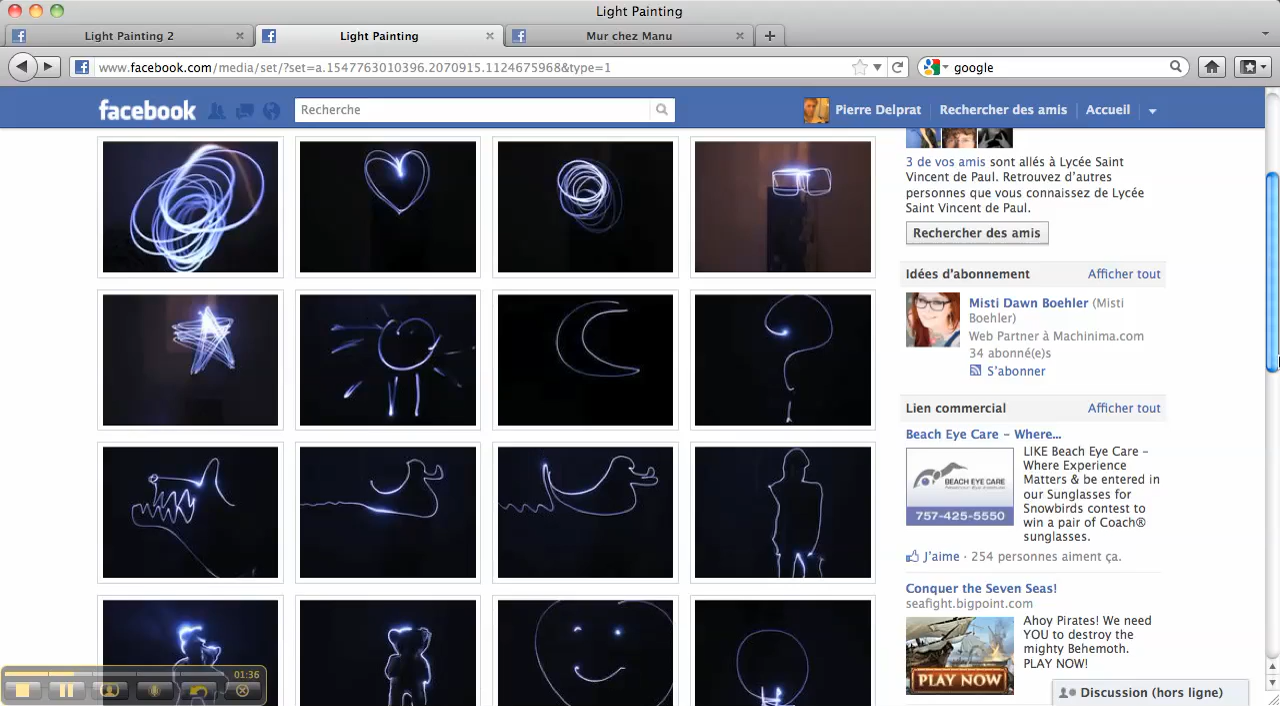 Light Painting
Light Painting 2
Light Painting
Mur chez Manu
www.facebook.com/media/set/?set=a.1547763010396.2070915.1124675968&type=1
google
facebook
Recherche
Pierre Delprat
Rechercher des amis
Accueil
3 de vos amis sont allés à Lycée Saint
Vincent de Paul. Retrouvez d'autres
personnes que vous connaissez de Lycée
Saint Vincent de Paul.
Rechercher des amis
Idées d'abonnement
Afficher tout
Misti Dawn Boehler (Misti
Boehler)
Web Partner à Machinima.com
34 abonné(e)s
S'abonner
Lien commercial
Afficher tout
Beach Eye Care – Where...
BEACH EYE CARE
757-425-5550
LIKE Beach Eye Care –
Where Experience
Matters & be entered in
our Sunglasses for
Snowbirds contest to
win a pair of Coach®
sunglasses.
J'aime · 254 personnes aiment ça.
Conquer the Seven Seas!
seafight.bigpoint.com
PLAY NOW
Ahoy Pirates! We need
YOU to destroy the
mighty Behemoth.
PLAY NOW!
01:36
Discussion (hors ligne)